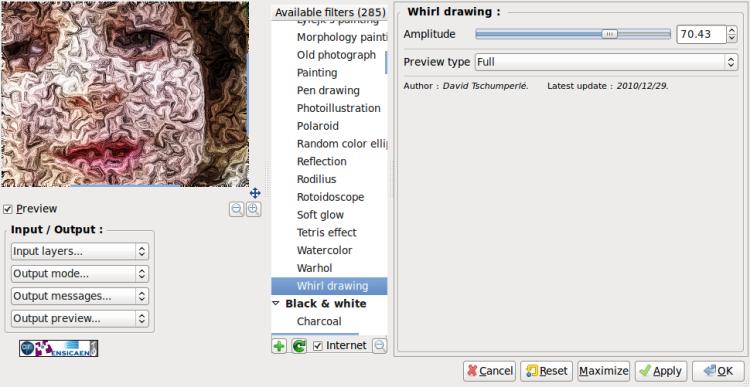 Preview
Input / Output :
Input layers...
Output mode...
Output messages...
Output preview...
ENSICAEN
Available filters (285)
Morphology painti
Old photograph
Painting
Pen drawing
Photoillustration
Polaroid
Random color ellip
Reflection
Rodilius
Rotoidoscope
Soft glow
Tetris effect
Watercolor
Warhol
Whirl drawing
Black & white
Charcoal
Internet
Whirl drawing :
Amplitude 70.43
Preview type Full
Author : David Tschumperlé. Latest update : 2010/12/29.
Cancel Reset Maximize Apply OK